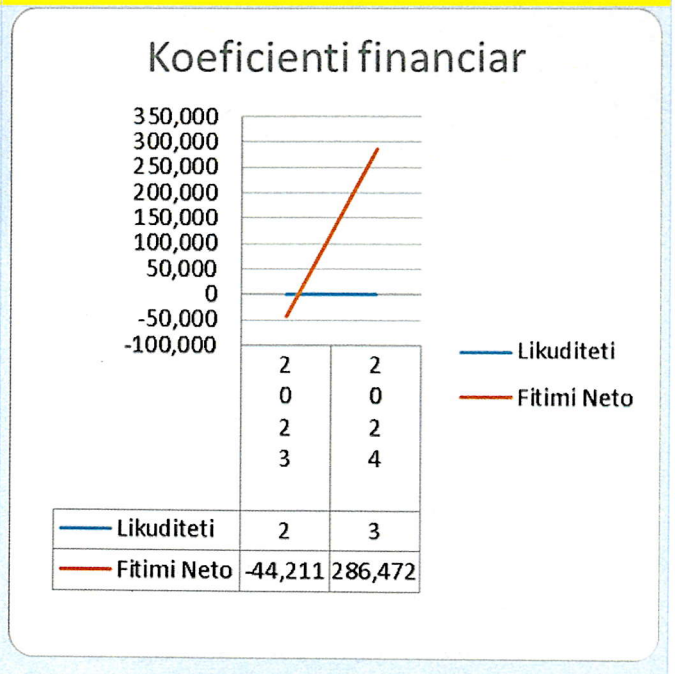 Koeficienti financiar
350,000
300,000
250,000
200,000
150,000
100,000
50,000
0
-50,000
-100,000
2023
2024
Likuditeti
Fitimi Neto
Likuditeti 2 3
Fitimi Neto -44,211 286,472